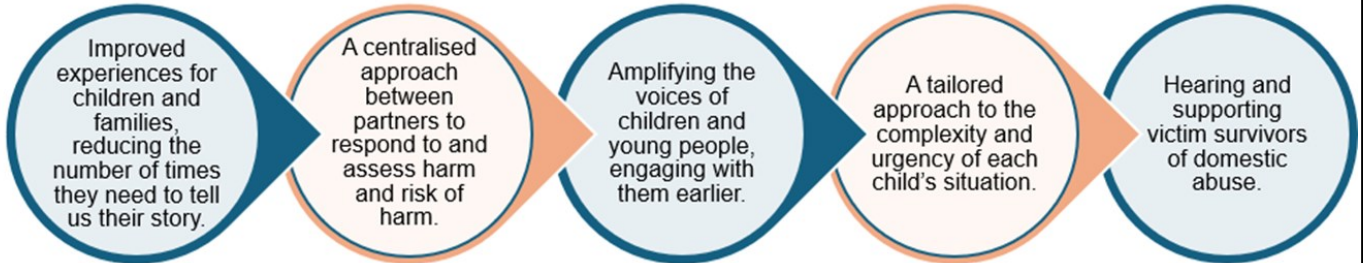 Improved
experiences for
children and
families,
reducing the
number of times
they need to tell
us their story.
A centralised
approach
between
partners to
respond to and
assess harm
and risk of
harm.
Amplifying the
voices of
children and
young people,
engaging with
them earlier.
A tailored
approach to the
complexity and
urgency of each
child's situation.
Hearing and
supporting
victim survivors
of domestic
abuse.